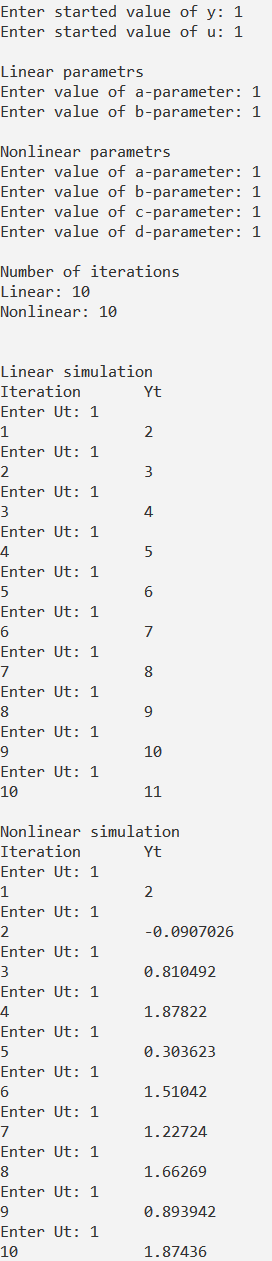 Enter started value of y: 1
Enter started value of u: 1
Linear parametrs
Enter value of a-parameter: 1
Enter value of b-parameter: 1
Nonlinear parametrs
Enter value of a-parameter: 1
Enter value of b-parameter: 1
Enter value of c-parameter: 1
Enter value of d-parameter: 1
Number of iterations
Linear: 10
Nonlinear: 10
Linear simulation
Iteration Yt
Enter Ut: 1
1 2
Enter Ut: 1
2 3
Enter Ut: 1
3 4
Enter Ut: 1
4 5
Enter Ut: 1
5 6
Enter Ut: 1
6 7
Enter Ut: 1
7 8
Enter Ut: 1
8 9
Enter Ut: 1
9 10
Enter Ut: 1
10 11
Nonlinear simulation
Iteration Yt
Enter Ut: 1
1 2
Enter Ut: 1
2 -0.0907026
Enter Ut: 1
3 0.810492
Enter Ut: 1
4 1.87822
Enter Ut: 1
5 0.303623
Enter Ut: 1
6 1.51042
Enter Ut: 1
7 1.22724
Enter Ut: 1
8 1.66269
Enter Ut: 1
9 0.893942
Enter Ut: 1
10 1.87436